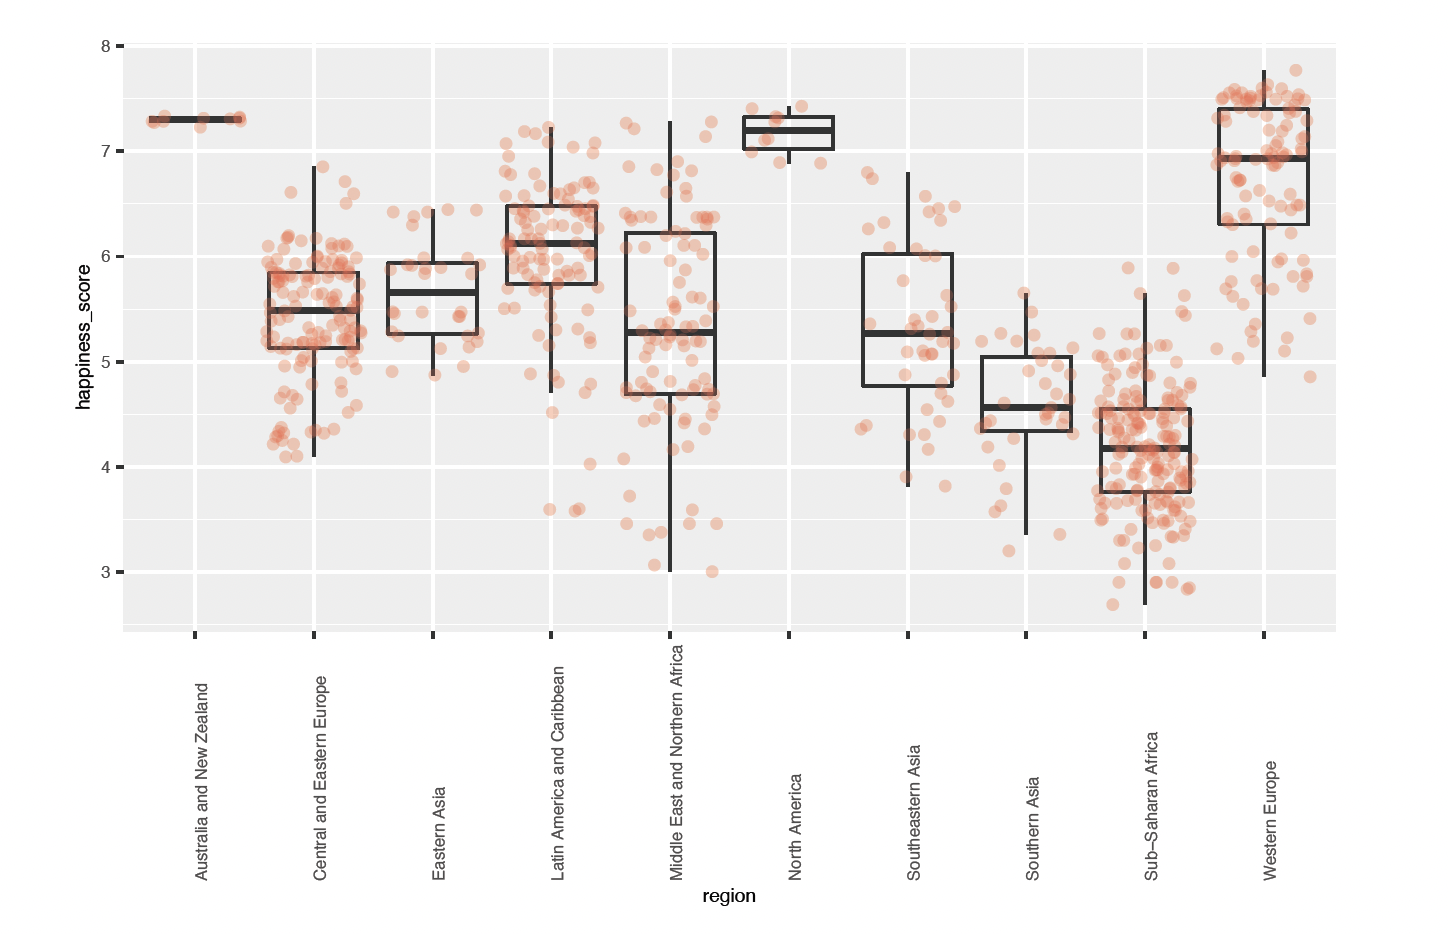 happiness_score
8
7
6
5
4
3
Australia and New Zealand
Central and Eastern Europe
Eastern Asia
Latin America and Caribbean
Middle East and Northern Africa
North America
Southeastern Asia
Southern Asia
Sub−Saharan Africa
Western Europe
region